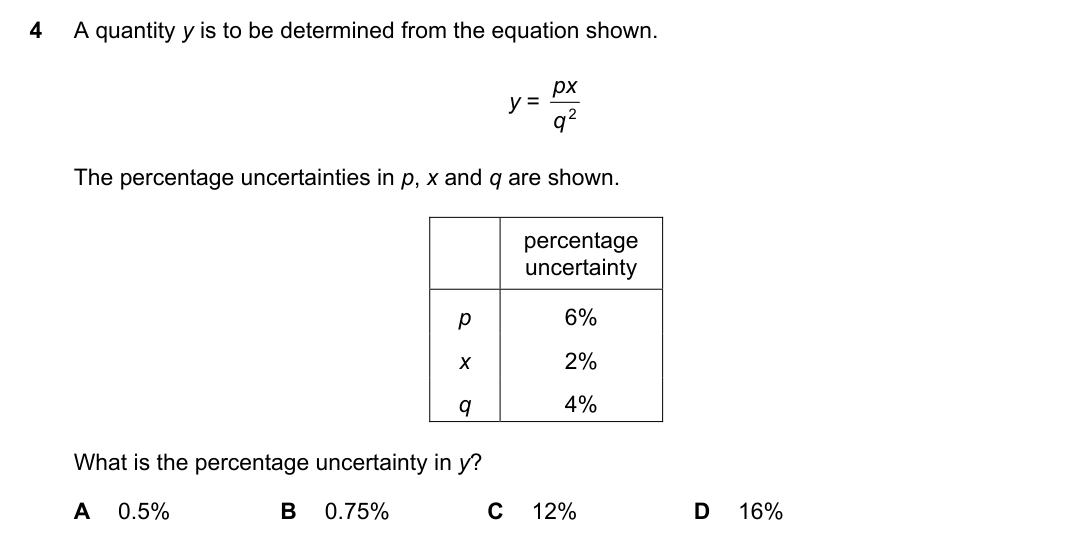 4 A quantity y is to be determined from the equation shown.
y = px / q²
The percentage uncertainties in p, x and q are shown.
percentage
uncertainty
p 6%
x 2%
q 4%
What is the percentage uncertainty in y?
A 0.5% B 0.75% C 12% D 16%